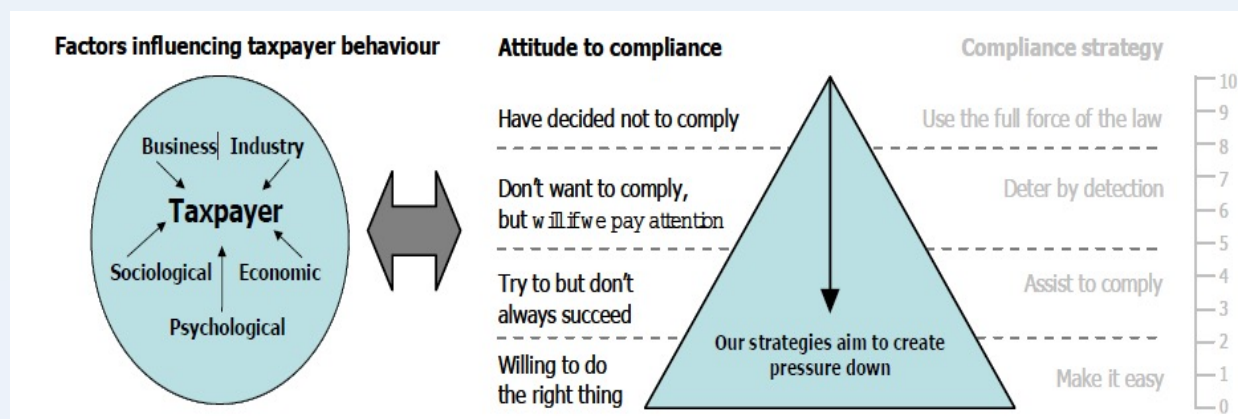 Factors influencing taxpayer behaviour
Business Industry
Taxpayer
Sociological Economic
Psychological
Attitude to compliance
Have decided not to comply
Don't want to comply,
but will if we pay attention
Try to but don't
always succeed
Willing to do
the right thing
Our strategies aim to create
pressure down
Compliance strategy
Use the full force of the law
Deter by detection
Assist to comply
Make it easy
10
9
8
7
6
5
4
3
2
1
0